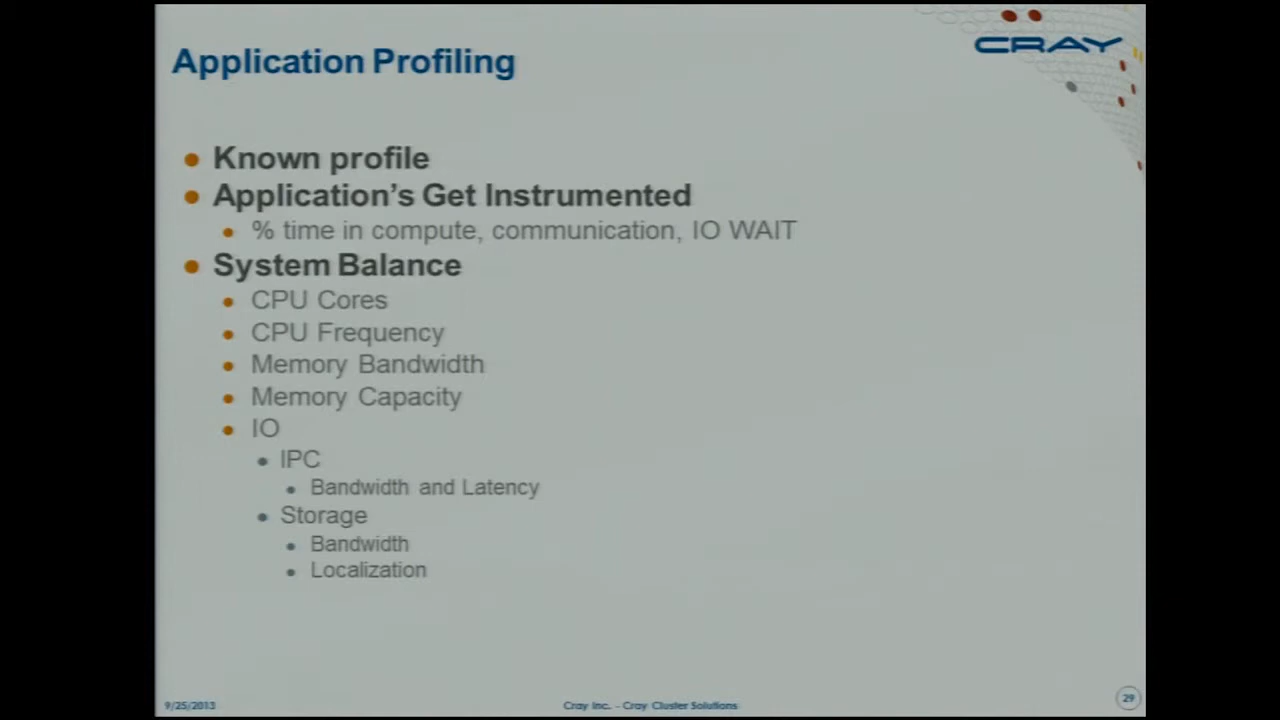 CRAY
Application Profiling
Known profile
Application's Get Instrumented
% time in compute, communication, IO WAIT
System Balance
CPU Cores
CPU Frequency
Memory Bandwidth
Memory Capacity
IO
IPC
Bandwidth and Latency
Storage
Bandwidth
Localization
9/25/2013
Cray Inc. - Cray Cluster Solutions
29